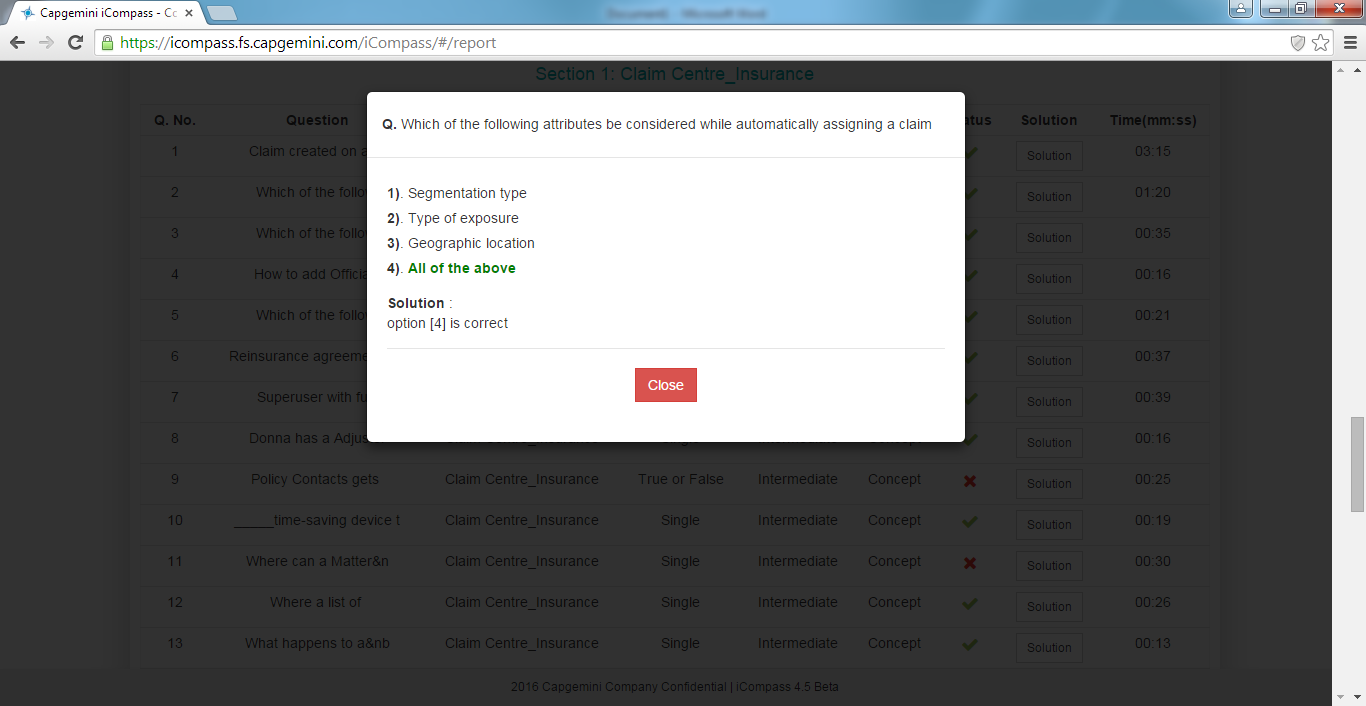 Capgemini iCompass - Cc
https://icompass.fs.capgemini.com/iCompass/#/report
Section 1: Claim Centre_Insurance
Q. Which of the following attributes be considered while automatically assigning a claim
1). Segmentation type
2). Type of exposure
3). Geographic location
4). All of the above
Solution :
option [4] is correct
Close
Q. No. Question tus Solution Time(mm:ss)
1 Claim created on a Solution 03:15
2 Which of the follo Solution 01:20
3 Which of the follo Solution 00:35
4 How to add Officia Solution 00:16
5 Which of the follo Solution 00:21
6 Reinsurance agreeme Solution 00:37
7 Superuser with fu Solution 00:39
8 Donna has a Adjus Solution 00:16
9 Policy Contacts gets Claim Centre_Insurance True or False Intermediate Concept Solution 00:25
10 _____time-saving device t Claim Centre_Insurance Single Intermediate Concept Solution 00:19
11 Where can a Matter&n Claim Centre_Insurance Single Intermediate Concept Solution 00:30
12 Where a list of Claim Centre_Insurance Single Intermediate Concept Solution 00:26
13 What happens to a&nb Claim Centre_Insurance Single Intermediate Concept Solution 00:13
2016 Capgemini Company Confidential | iCompass 4.5 Beta